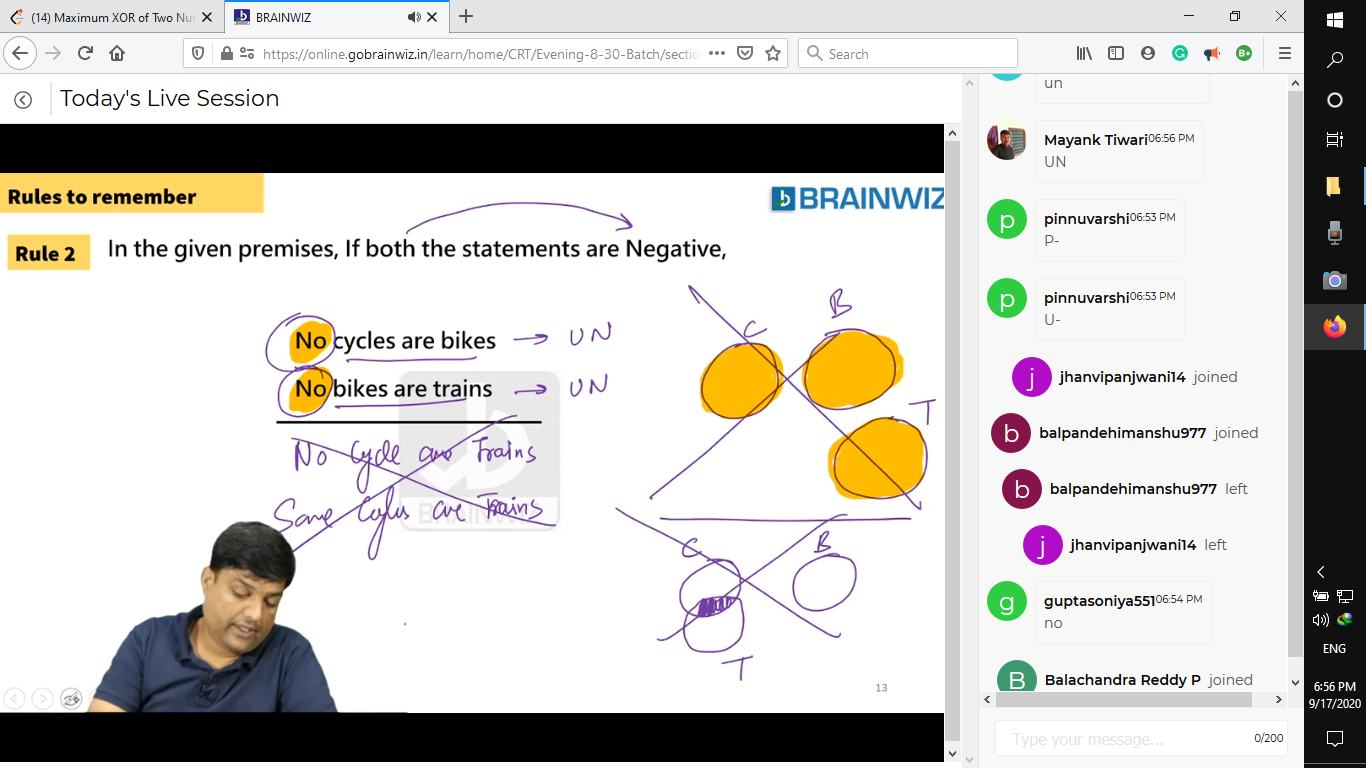 (14) Maximum XOR of Two Nu
BRAINWIZ
https://online.gobrainwiz.in/learn/home/CRT/Evening-8-30-Batch/sectio
Search
Today's Live Session
un
Mayank Tiwari 06:56 PM
UN
pinnuvarshi 06:53 PM
P-
pinnuvarshi 06:53 PM
U-
jhanvipanjwani14 joined
balpandehimanshu977 joined
balpandehimanshu977 left
jhanvipanjwani14 left
guptasoniya551 06:54 PM
no
Balachandra Reddy P joined
Type your message...
0/200
Rules to remember
BRAINWIZ
Rule 2 In the given premises, If both the statements are Negative,
No cycles are bikes → UN
No bikes are trains → UN
No Cycle are Trains
Some Cycles are Trains
BRAINWIZ
C
B
T
C
B
T
13
ENG
6:56 PM
9/17/2020